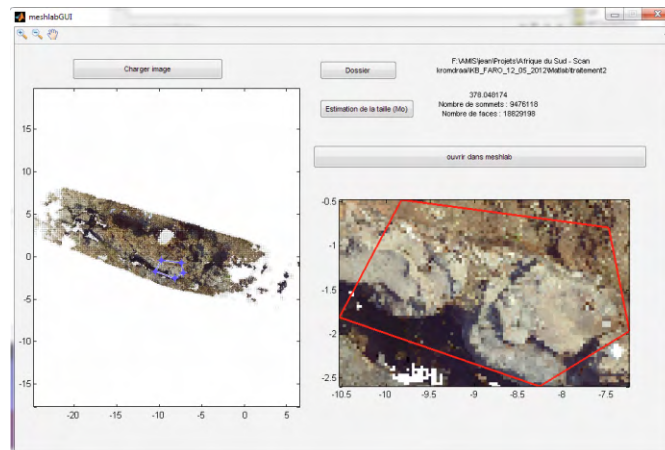 meshlabGUI
Charger image
Dossier
F:\AMIS\jean\Projets\Afrique du Sud - Scan
kromdraai\KB_FARO_12_05_2012\Matlab\traitement2
Estimation de la taille (Mo)
378.048174
Nombre de sommets : 9476118
Nombre de faces : 18829198
ouvrir dans meshlab
15
10
5
0
-5
-10
-15
-20 -15 -10 -5 0 5
-0.5
-1
-1.5
-2
-2.5
-10.5 -10 -9.5 -9 -8.5 -8 -7.5